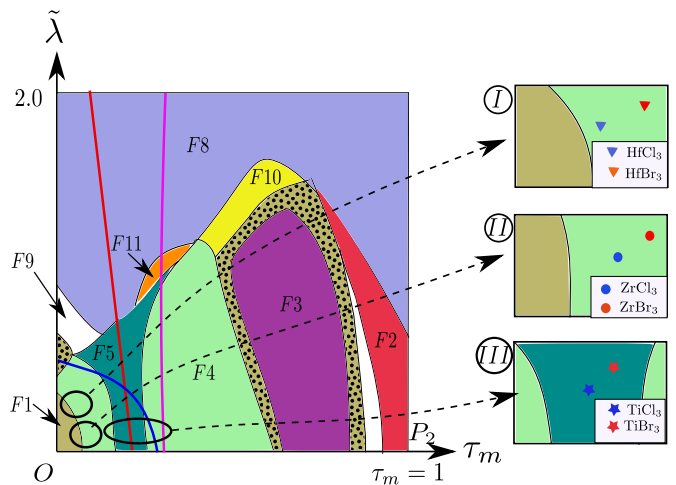 λ̃
2.0
F8
F10
F9
F11
F3
F5
F4
F2
F1
P₂
O
τₘ = 1
τₘ
I
HfCl₃
HfBr₃
II
ZrCl₃
ZrBr₃
III
TiCl₃
TiBr₃